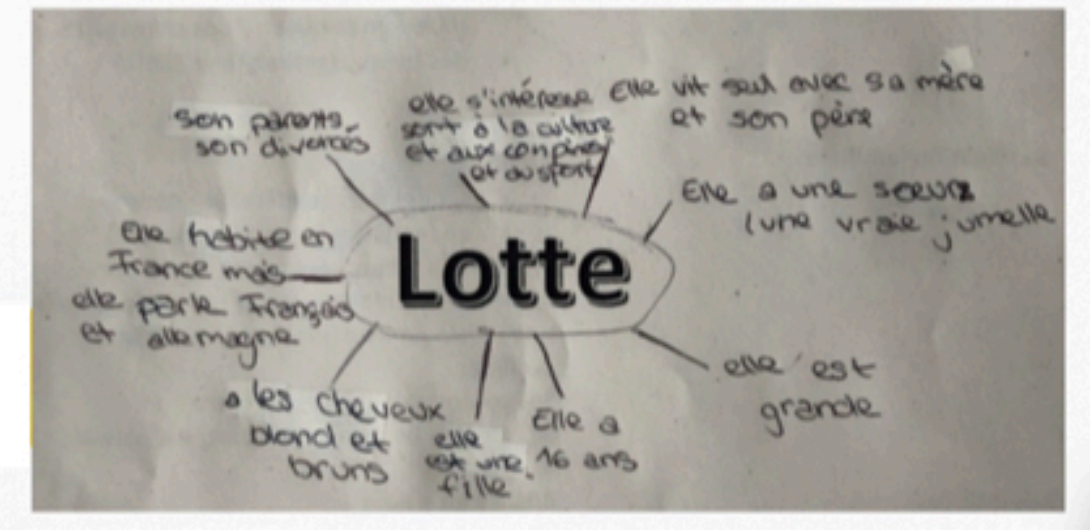 son parents
son divorcés
elle s'intéresse
sort à la culture
et aux copines
et du sport
Elle vit seul avec sa mère
et son père
Elle a une soeur
(une vraie jumelle
Elle habite en
France mais
elle parle Français
et allemagne
Lotte
a les cheveux
blond et
bruns
elle
est une
fille.
Elle a
16 ans
elle est
grande